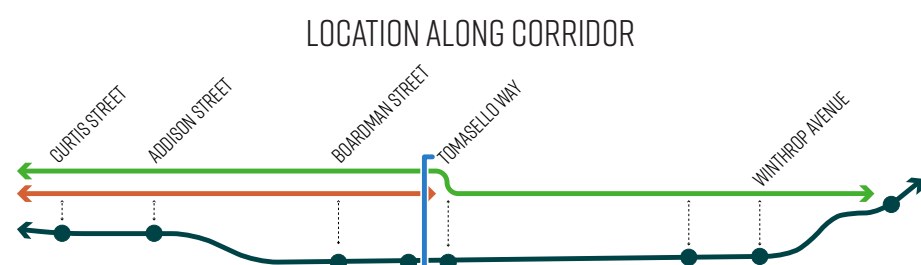 LOCATION ALONG CORRIDOR
CURTIS STREET
ADDISON STREET
BOARDMAN STREET
TOMASELLO WAY
WINTHROP AVENUE